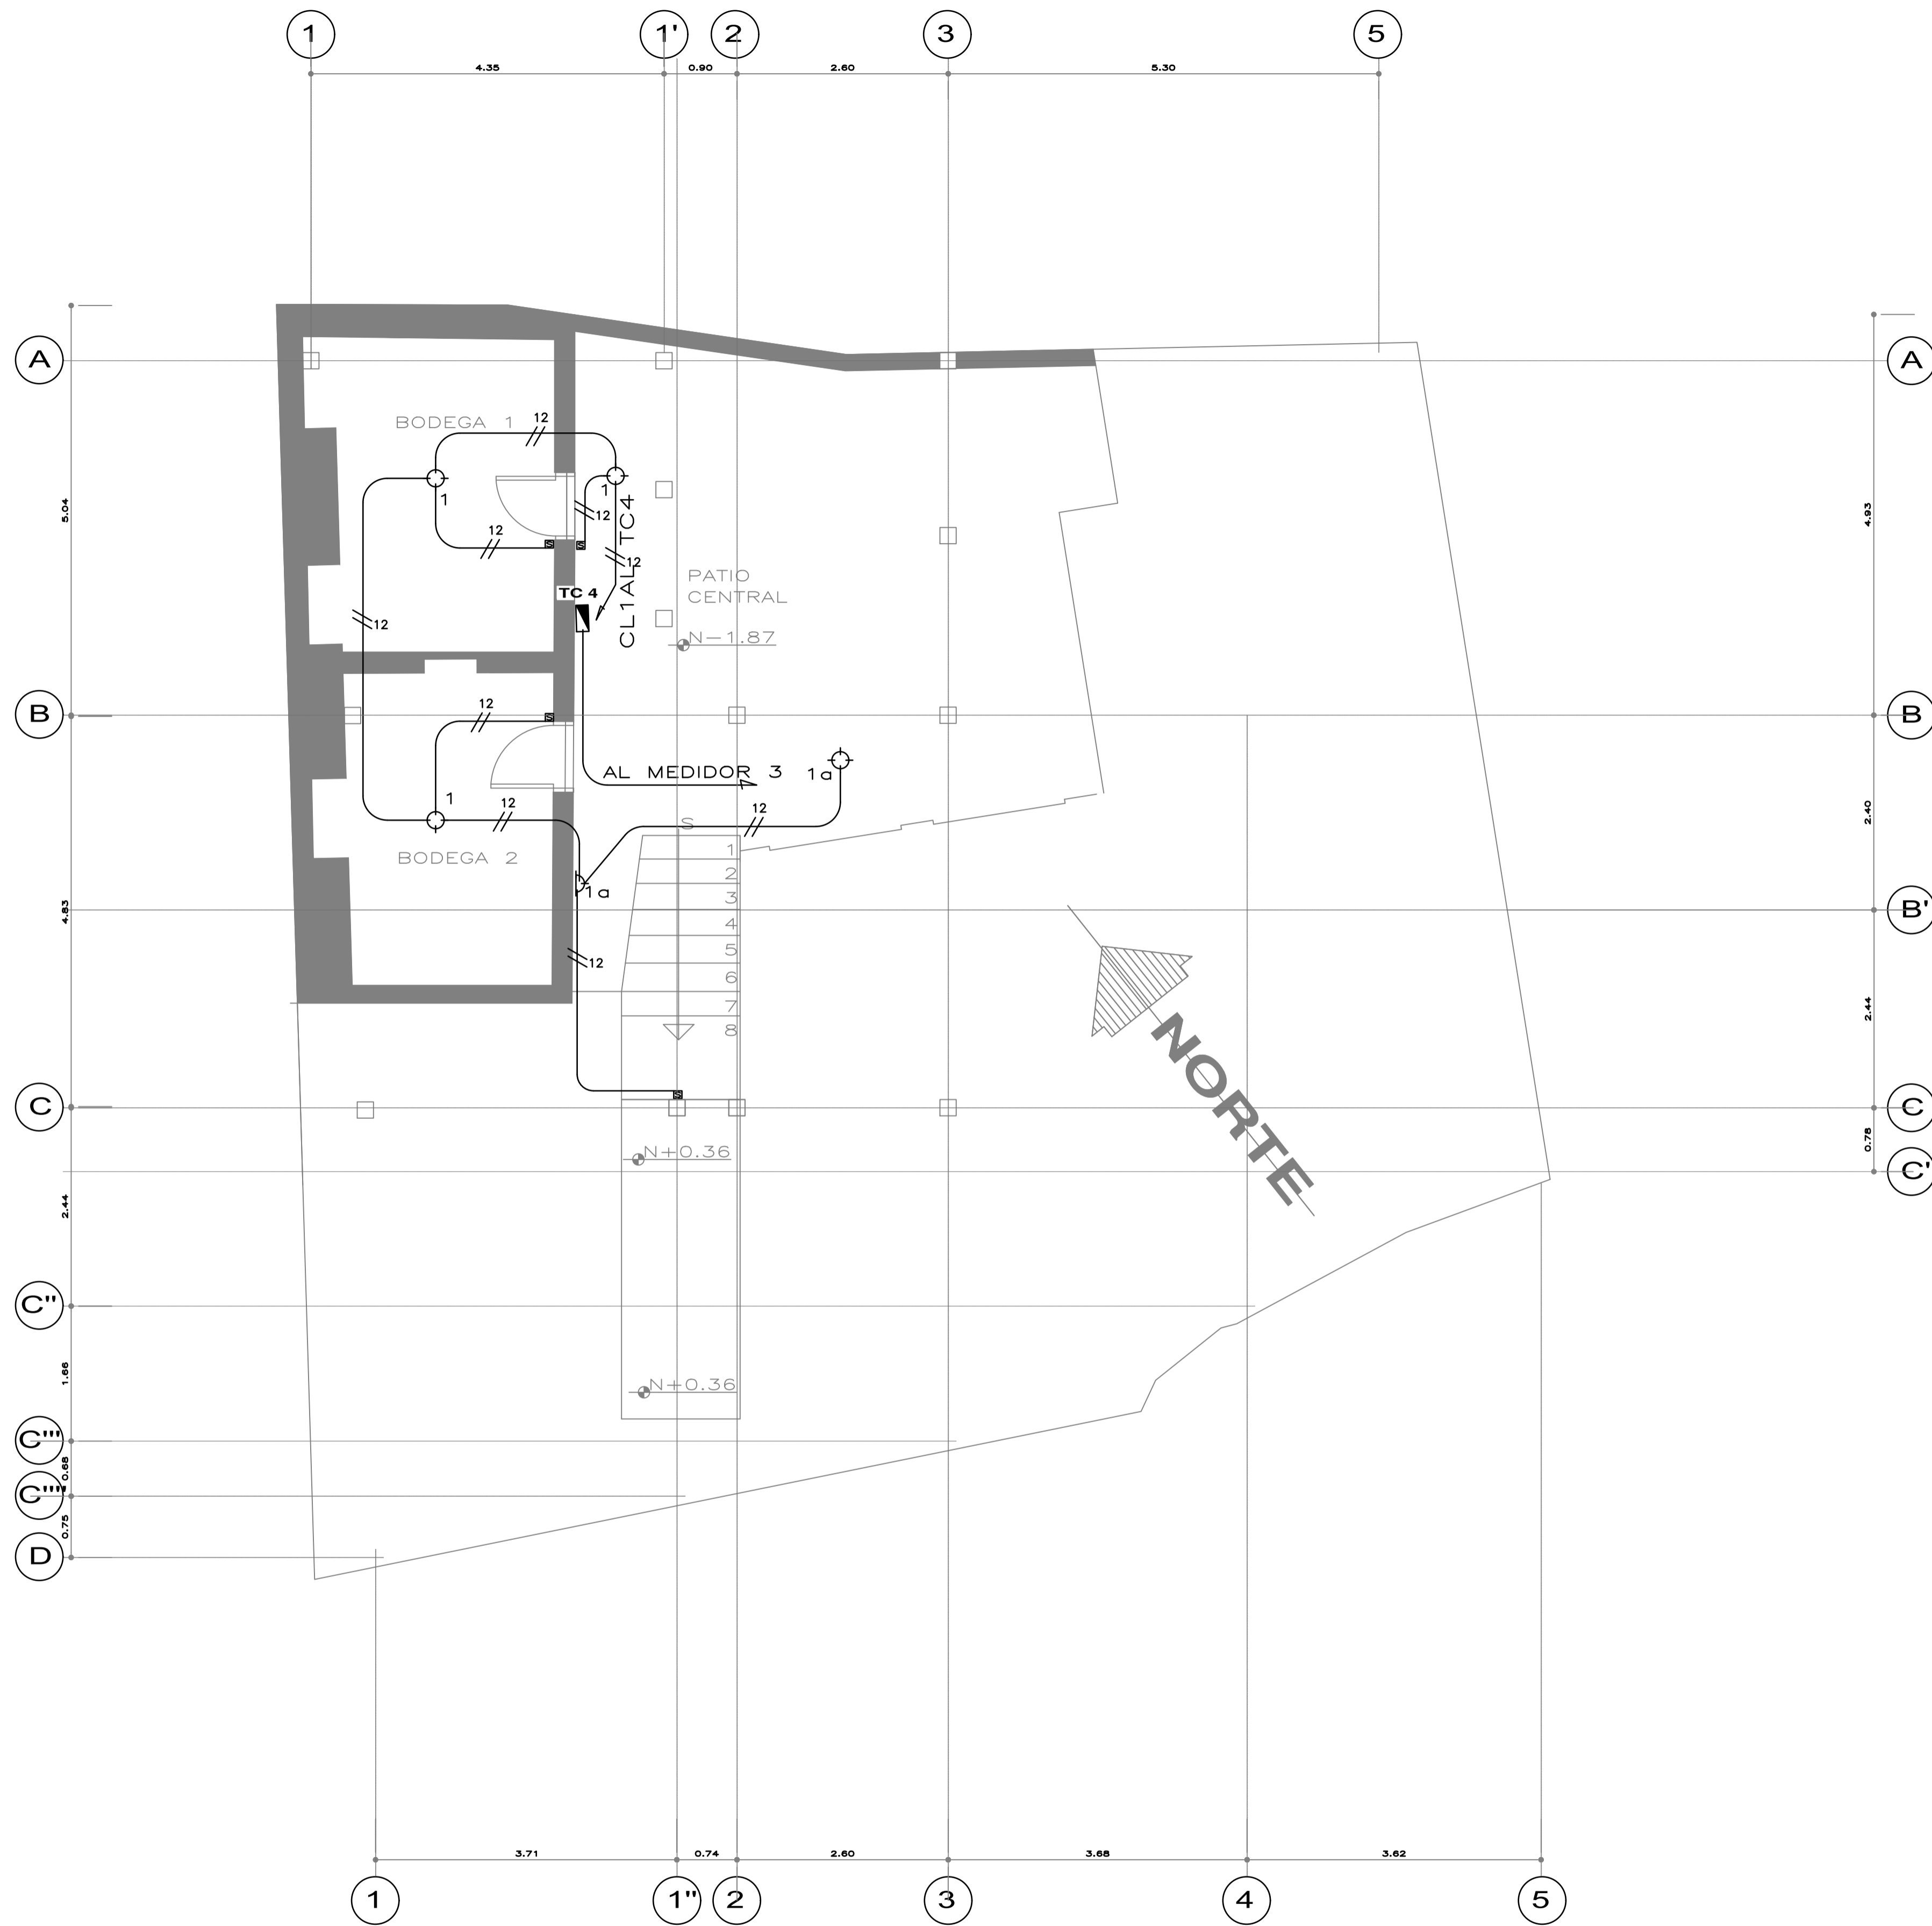 1 1' 2 3 5
4.35 0.90 2.60 5.30
A A
BODEGA 1
12
1
1
12
12
12
5.04
4.93
CL1AL TC4
TC 4
12
PATIO
CENTRAL
N-1.87
B B
12
AL MEDIDOR 3
1a
1
12
12
2.40
S
BODEGA 2
1
2
3
4
5
6
7
8
1a
4.83
B'
12
NORTE
2.44
C C
0.78
N+0.36
C'
2.44
C''
1.66
N+0.36
C'''
0.68
C''''
0.75
D
3.71 0.74 2.60 3.68 3.62
1 1" 2 3 4 5